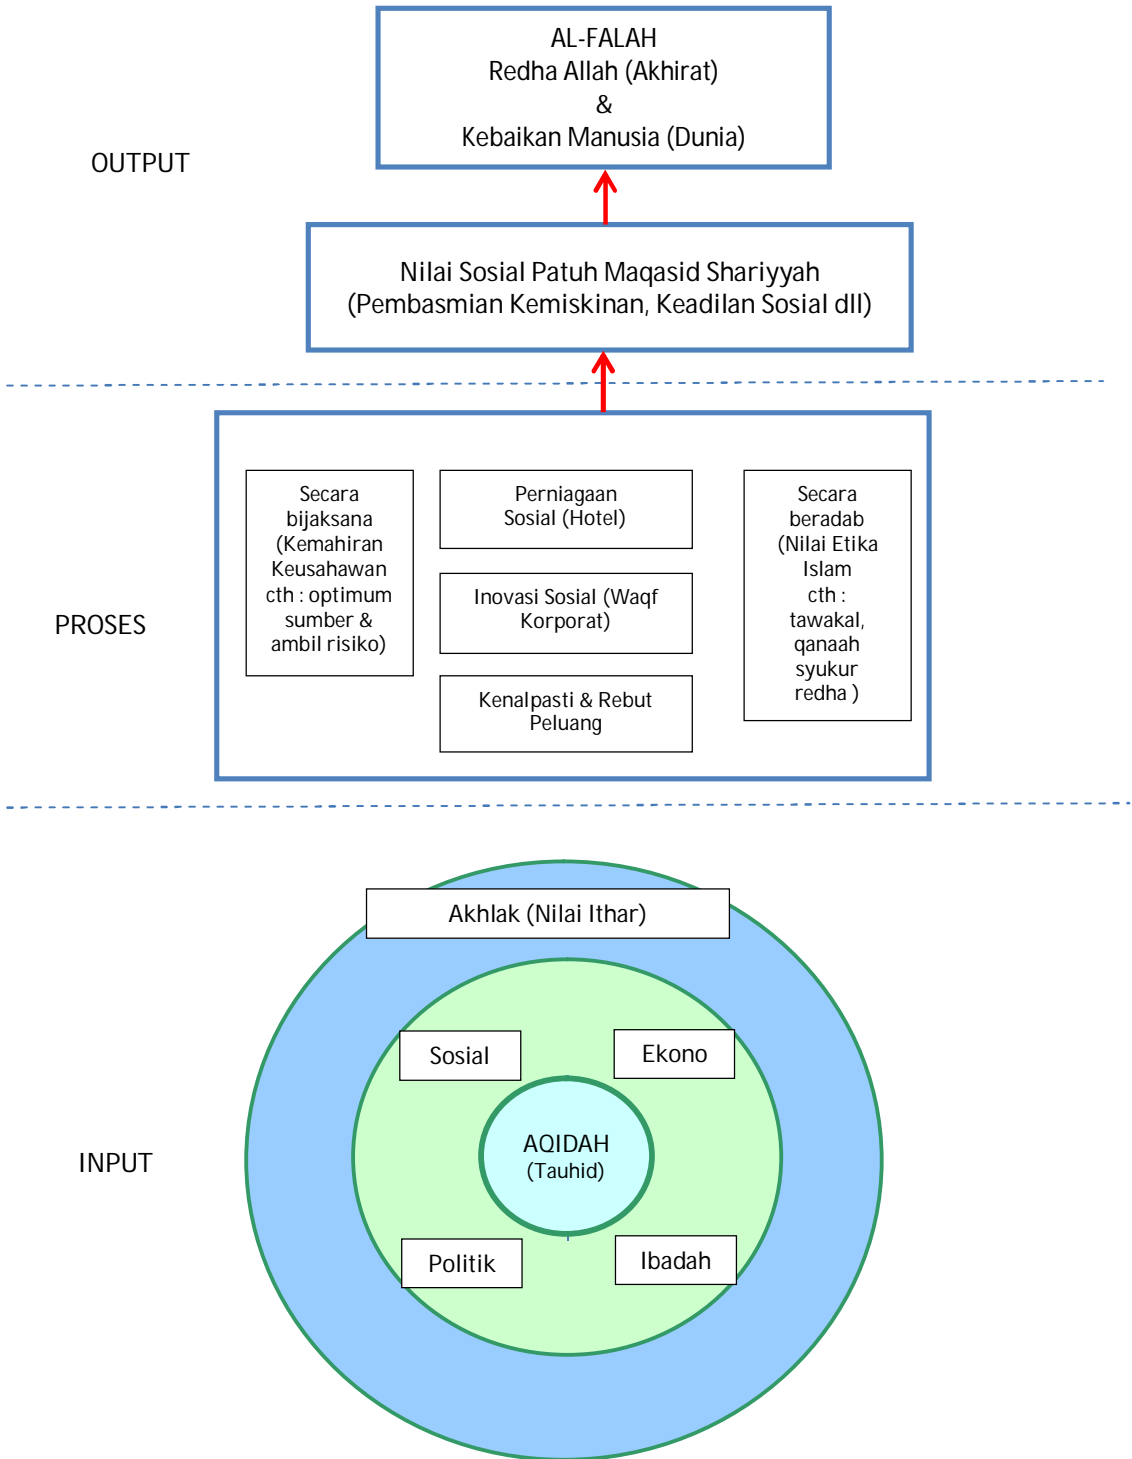 AL-FALAH
Redha Allah (Akhirat)
&
Kebaikan Manusia (Dunia)
OUTPUT
Nilai Sosial Patuh Maqasid Shariyyah
(Pembasmian Kemiskinan, Keadilan Sosial dll)
PROSES
Secara
bijaksana
(Kemahiran
Keusahawan
cth : optimum
sumber &
ambil risiko)
Perniagaan
Sosial (Hotel)
Inovasi Sosial (Waqf
Korporat)
Kenalpasti & Rebut
Peluang
Secara
beradab
(Nilai Etika
Islam
cth :
tawakal,
qanaah
syukur
redha )
INPUT
Akhlak (Nilai Ithar)
Sosial
Ekono
AQIDAH
(Tauhid)
Politik
Ibadah